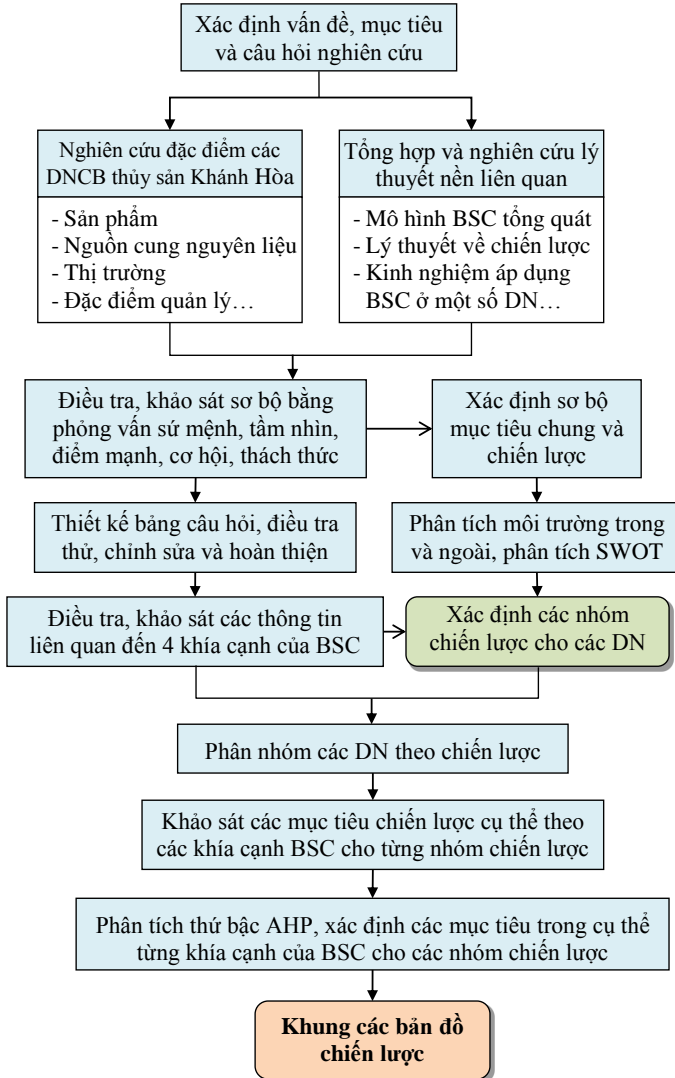 Xác định vấn đề, mục tiêu
và câu hỏi nghiên cứu
Nghiên cứu đặc điểm các
DNCB thủy sản Khánh Hòa
- Sản phẩm
- Nguồn cung nguyên liệu
- Thị trường
- Đặc điểm quản lý…
Tổng hợp và nghiên cứu lý
thuyết nền liên quan
- Mô hình BSC tổng quát
- Lý thuyết về chiến lược
- Kinh nghiệm áp dụng
BSC ở một số DN…
Điều tra, khảo sát sơ bộ bằng
phỏng vấn sứ mệnh, tầm nhìn,
điểm mạnh, cơ hội, thách thức
Xác định sơ bộ
mục tiêu chung và
chiến lược
Thiết kế bảng câu hỏi, điều tra
thử, chỉnh sửa và hoàn thiện
Phân tích môi trường trong
và ngoài, phân tích SWOT
Điều tra, khảo sát các thông tin
liên quan đến 4 khía cạnh của BSC
Xác định các nhóm
chiến lược cho các DN
Phân nhóm các DN theo chiến lược
Khảo sát các mục tiêu chiến lược cụ thể theo
các khía cạnh BSC cho từng nhóm chiến lược
Phân tích thứ bậc AHP, xác định các mục tiêu trong cụ thể
từng khía cạnh của BSC cho các nhóm chiến lược
Khung các bản đồ
chiến lược